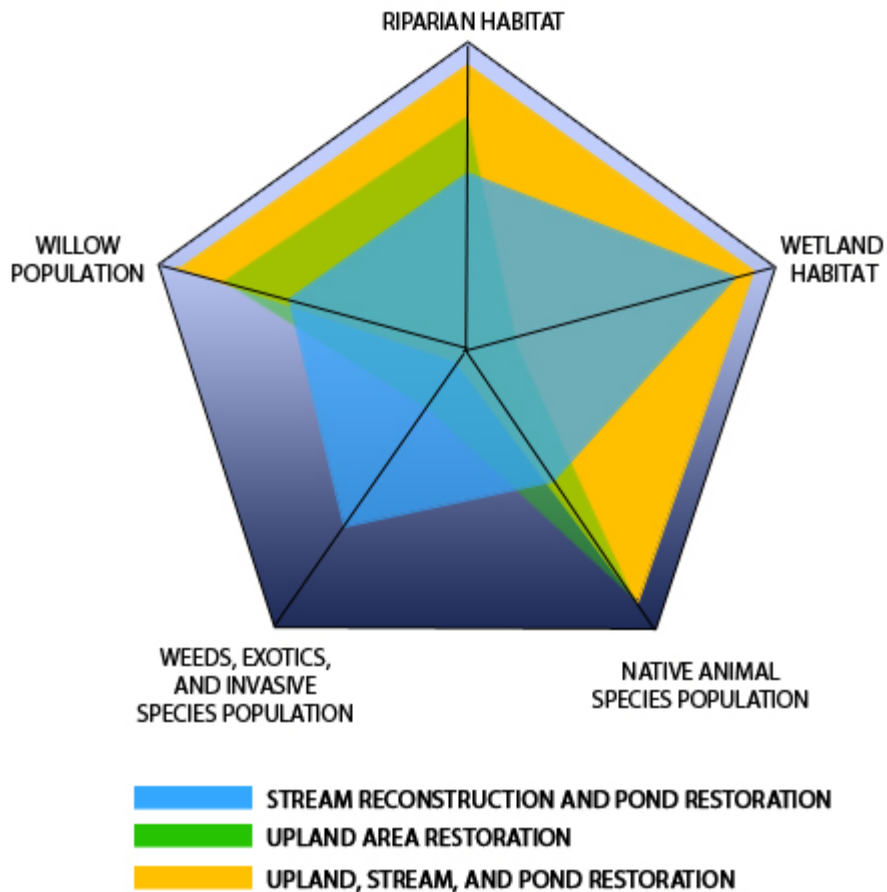 RIPARIAN HABITAT
WILLOW
POPULATION
WETLAND
HABITAT
WEEDS, EXOTICS,
AND INVASIVE
SPECIES POPULATION
NATIVE ANIMAL
SPECIES POPULATION
STREAM RECONSTRUCTION AND POND RESTORATION
UPLAND AREA RESTORATION
UPLAND, STREAM, AND POND RESTORATION